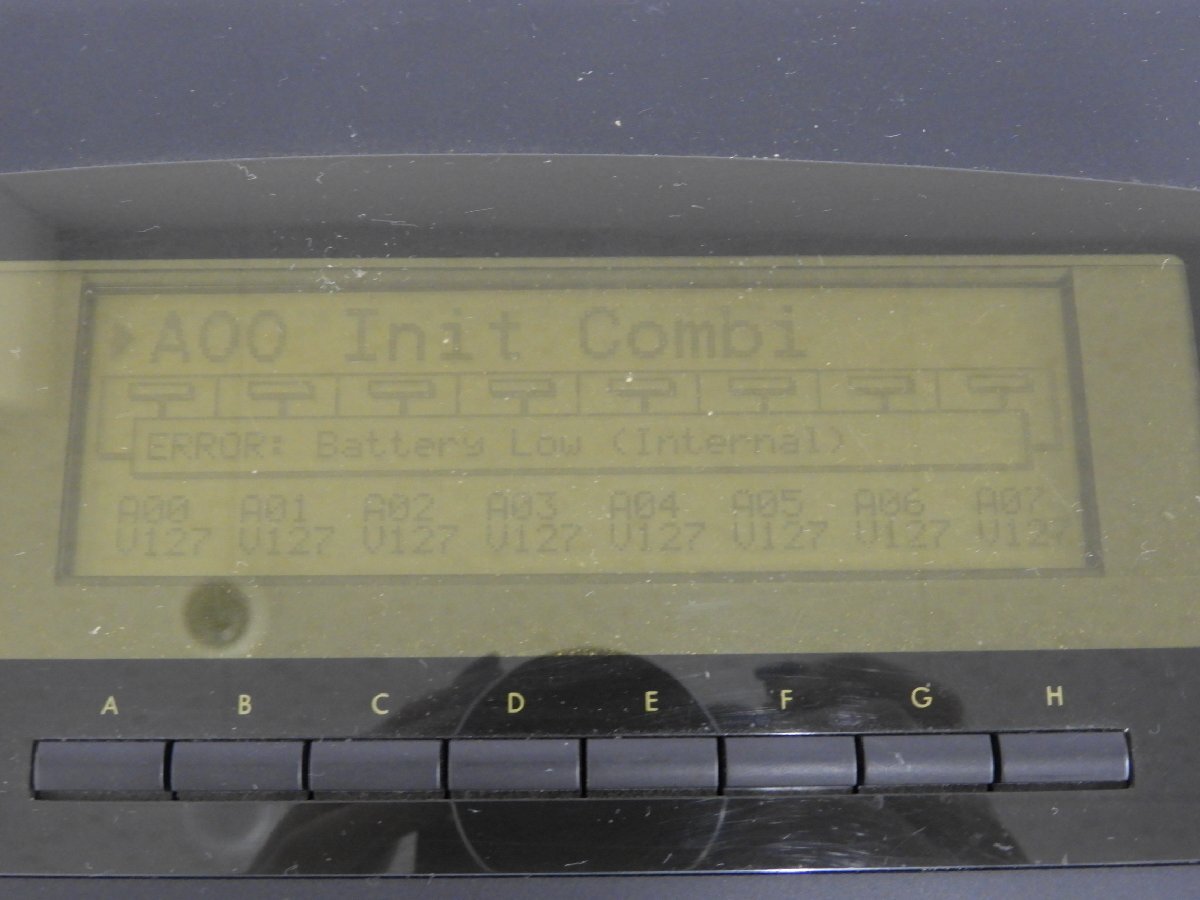 A00 Init Combi
ERROR: Battery Low (Internal)
A00 A01 A02 A03 A04 A05 A06 A07
V127 V127 V127 V127 V127 V127 V127 V127
A B C D E F G H